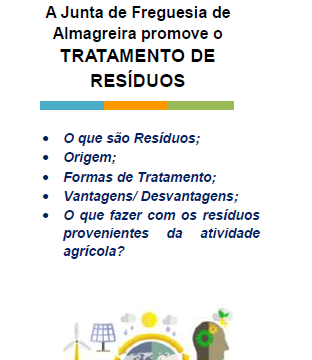 A Junta de Freguesia de
Almagreira promove o
TRATAMENTO DE
RESÍDUOS
• O que são Resíduos;
• Origem;
• Formas de Tratamento;
• Vantagens/ Desvantagens;
• O que fazer com os resíduos
provenientes da atividade
agrícola?